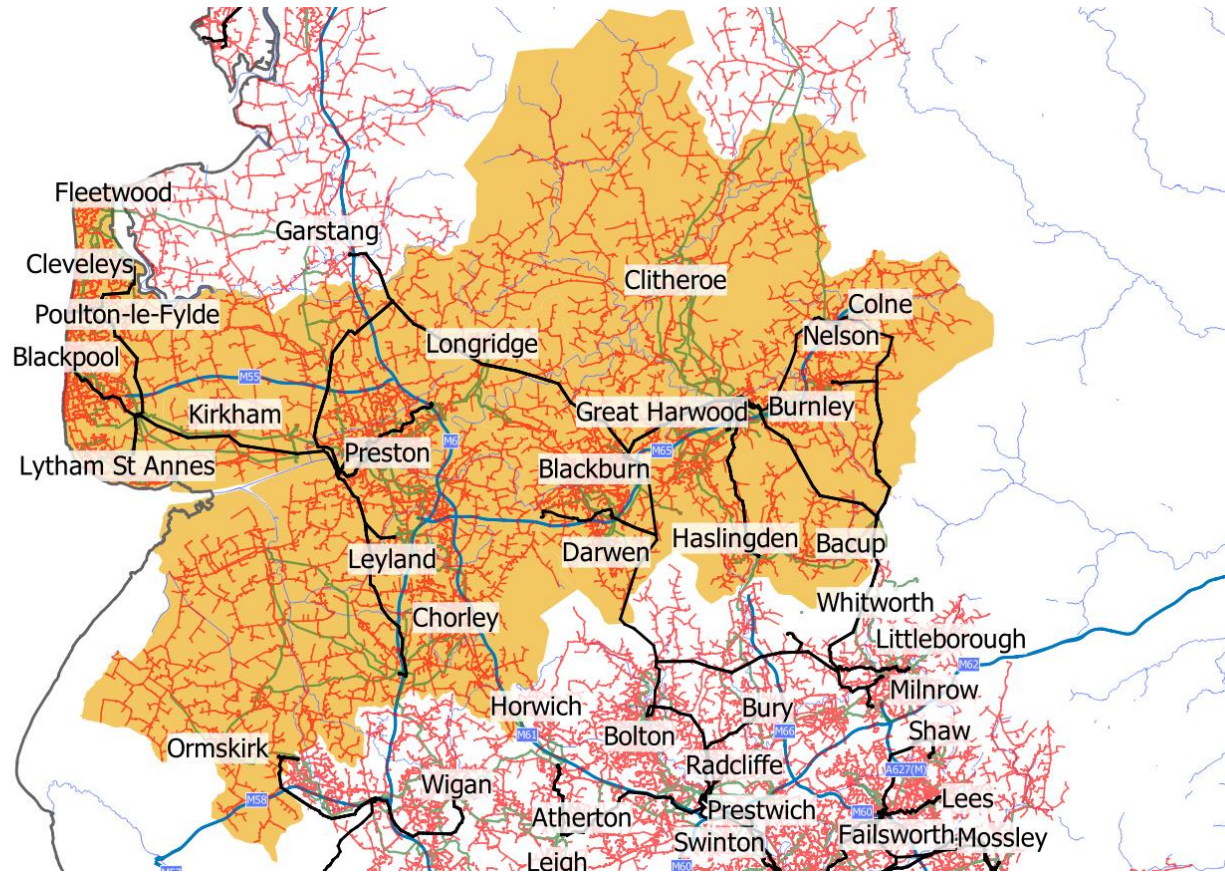 Fleetwood
Garstang
Cleveleys
Clitheroe
Poulton-le-Fylde
Colne
Nelson
Longridge
Blackpool
M55
Kirkham
Great Harwood
Burnley
M6
Preston
M65
Lytham St Annes
Blackburn
Haslingden
Bacup
Leyland
Darwen
Whitworth
Chorley
Littleborough
M62
Milnrow
Horwich
Bury
Bolton
M61
M66
Shaw
Ormskirk
Radcliffe
A627(M)
Wigan
M58
Lees
Prestwich
M60
Atherton
Swinton
Failsworth
Mossley
Leigh
M60